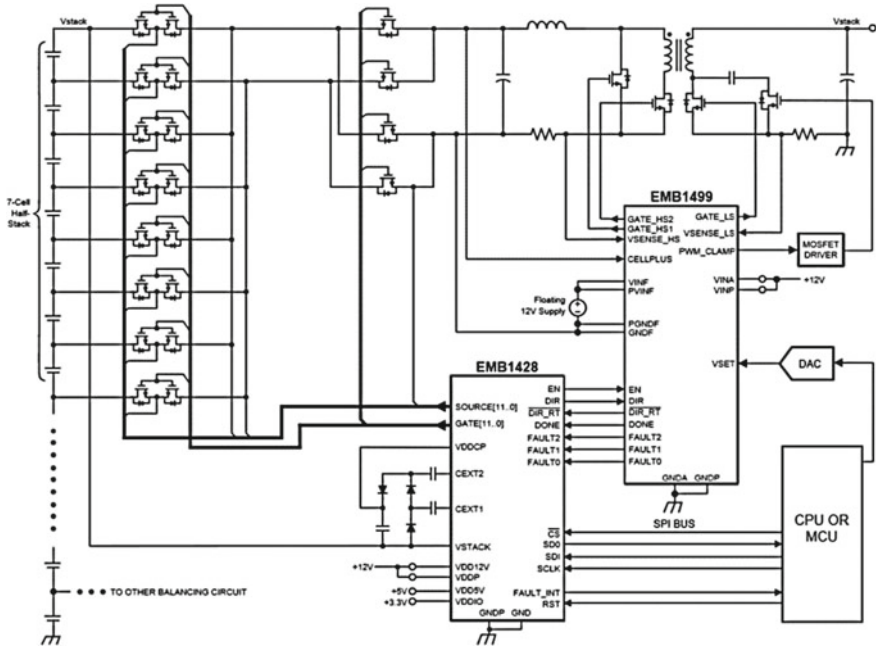 Vstack
Vstack
Vstack
7-Cell
Half-
Stack
EMB1499
GATE_HS2
GATE_HS1
VSENSE_HS
CELLPLUS
VINF
PVINF
PGNDF
GNDF
EN
DIR
DIR_RT
DONE
FAULT2
FAULT1
FAULT0
GATE_LS
VSENSE_LS
PWM_CLAMP
VINA
VINP
VSET
GNDA GNDP
MOSFET
DRIVER
+12V
Floating
12V Supply
DAC
EMB1428
SOURCE[11..0]
GATE[11..0]
VDDCP
CEXT2
CEXT1
VSTACK
VDD12V
VDDP
VDD5V
VDDIO
+12V
+5V
+3.3V
EN
DIR
DIR_RT
DONE
FAULT2
FAULT1
FAULT0
CS
SD0
SDI
SCLK
FAULT_INT
RST
GNDP GND
SPI BUS
CPU OR
MCU
TO OTHER BALANCING CIRCUIT